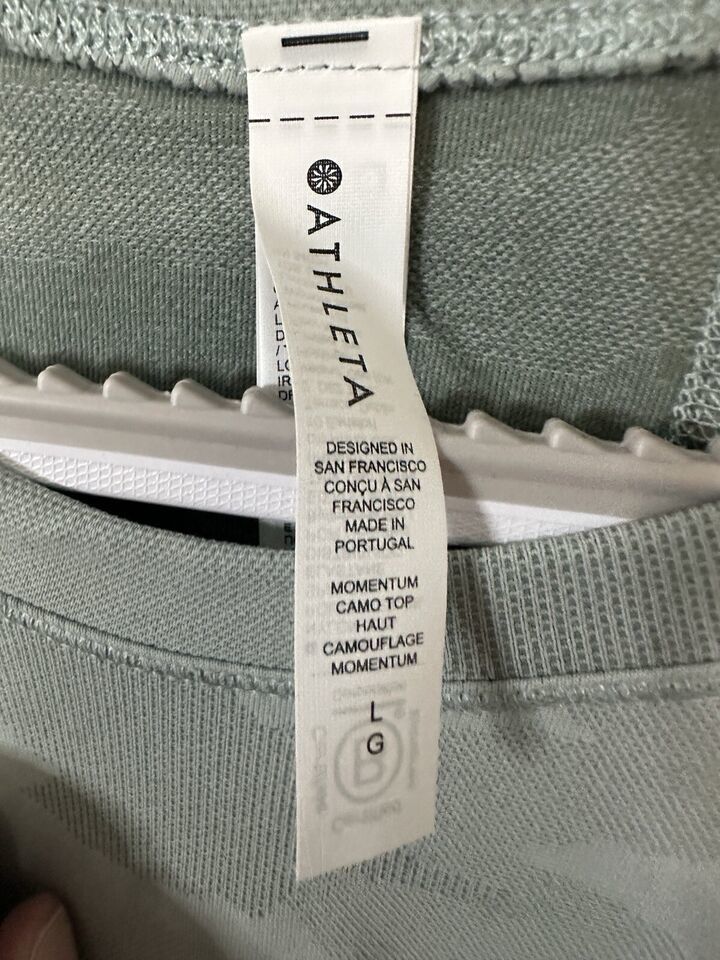 ATHLETA
DESIGNED IN
SAN FRANCISCO
CONÇU À SAN
FRANCISCO
MADE IN
PORTUGAL
MOMENTUM
CAMO TOP
HAUT
CAMOUFLAGE
MOMENTUM
L
G